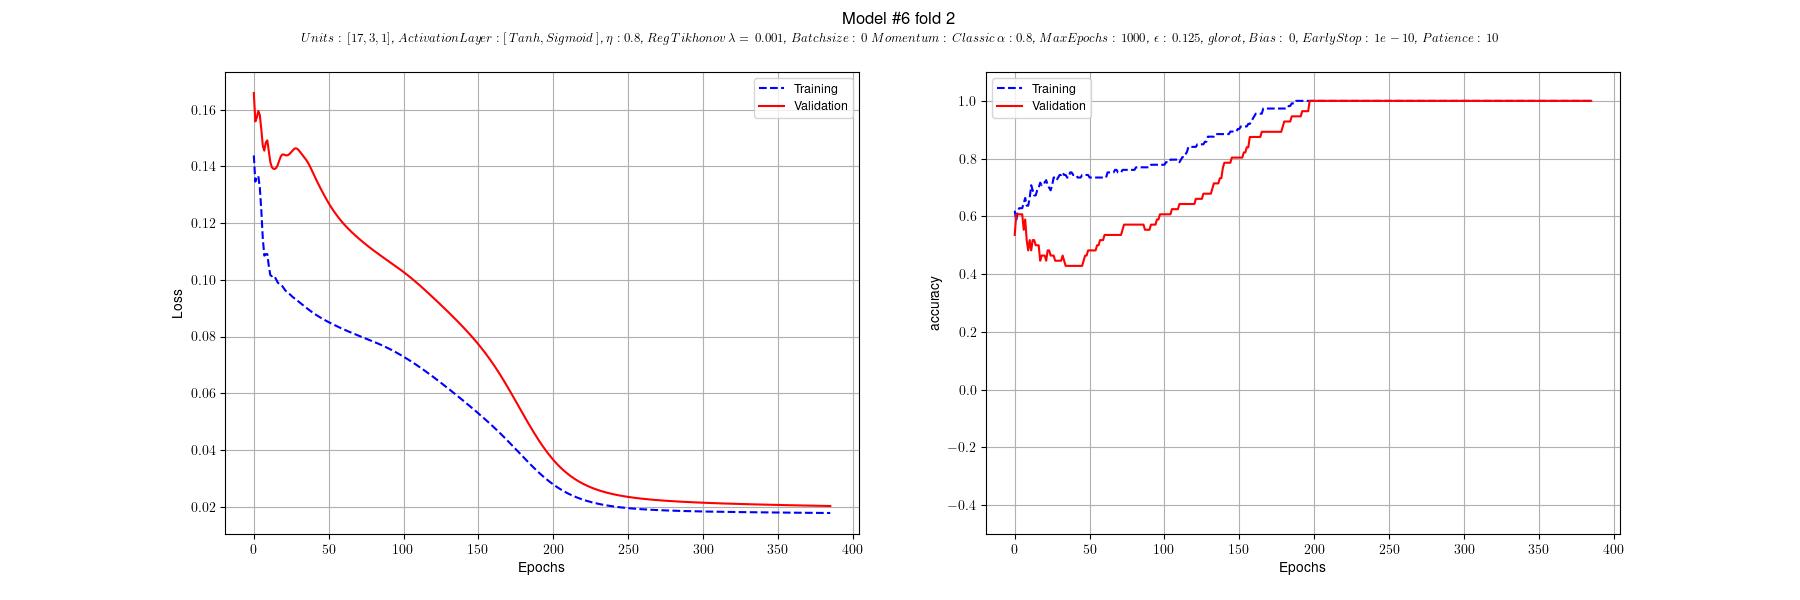 Model #6 fold 2
Units : [17, 3, 1], ActivationLayer : [ Tanh, Sigmoid ], η : 0.8, RegTikhonov λ = 0.001, Batchsize : 0 Momentum : Classic α : 0.8, MaxEpochs : 1000, ϵ : 0.125, glorot, Bias : 0, EarlyStop : 1e − 10, Patience : 10
Training
Validation
0.16
0.14
0.12
0.10
0.08
0.06
0.04
0.02
Loss
0 50 100 150 200 250 300 350 400
Epochs
Training
Validation
1.0
0.8
0.6
0.4
0.2
0.0
−0.2
−0.4
accuracy
0 50 100 150 200 250 300 350 400
Epochs